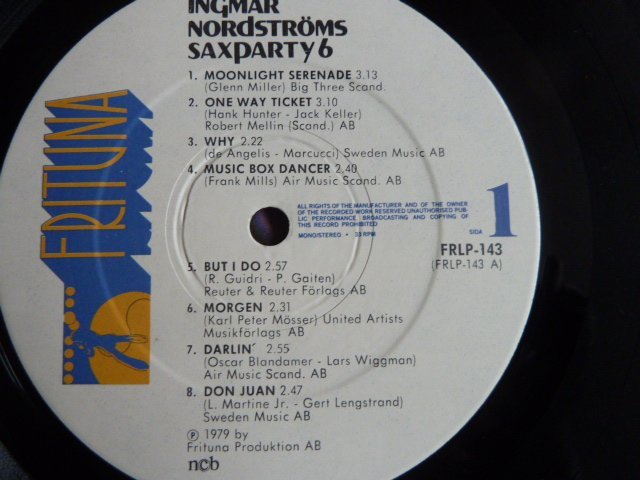 INGMAR
NORDSTRÖMS
SAXPARTY 6
1. MOONLIGHT SERENADE 3.13
(Glenn Miller) Big Three Scand.
2. ONE WAY TICKET 3.10
(Hank Hunter - Jack Keller)
Robert Mellin (Scand.) AB
3. WHY 2.22
(de Angelis - Marcucci) Sweden Music AB
4. MUSIC BOX DANCER 2.40
(Frank Mills) Air Music Scand. AB
FRITUNA
ALL RIGHTS OF THE MANUFACTURER AND OF THE OWNER
OF THE RECORDED WORK RESERVED UNAUTHORISED PUB-
LIC PERFORMANCE. BROADCASTING AND COPYING OF
THIS RECORD PROHIBITED
MONO/STEREO • 33 RPM
SIDA 1
FRLP-143
(FRLP-143 A)
5. BUT I DO 2.57
(R. Guidri - P. Gaiten)
Reuter & Reuter Förlags AB
6. MORGEN 2.31
(Karl Peter Mösser) United Artists
Musikförlags AB
7. DARLIN´ 2.55
(Oscar Blandamer - Lars Wiggman)
Air Music Scand. AB
8. DON JUAN 2.47
(L. Martine Jr. - Gert Lengstrand)
Sweden Music AB
℗ 1979 by
Frituna Produktion AB
ncb